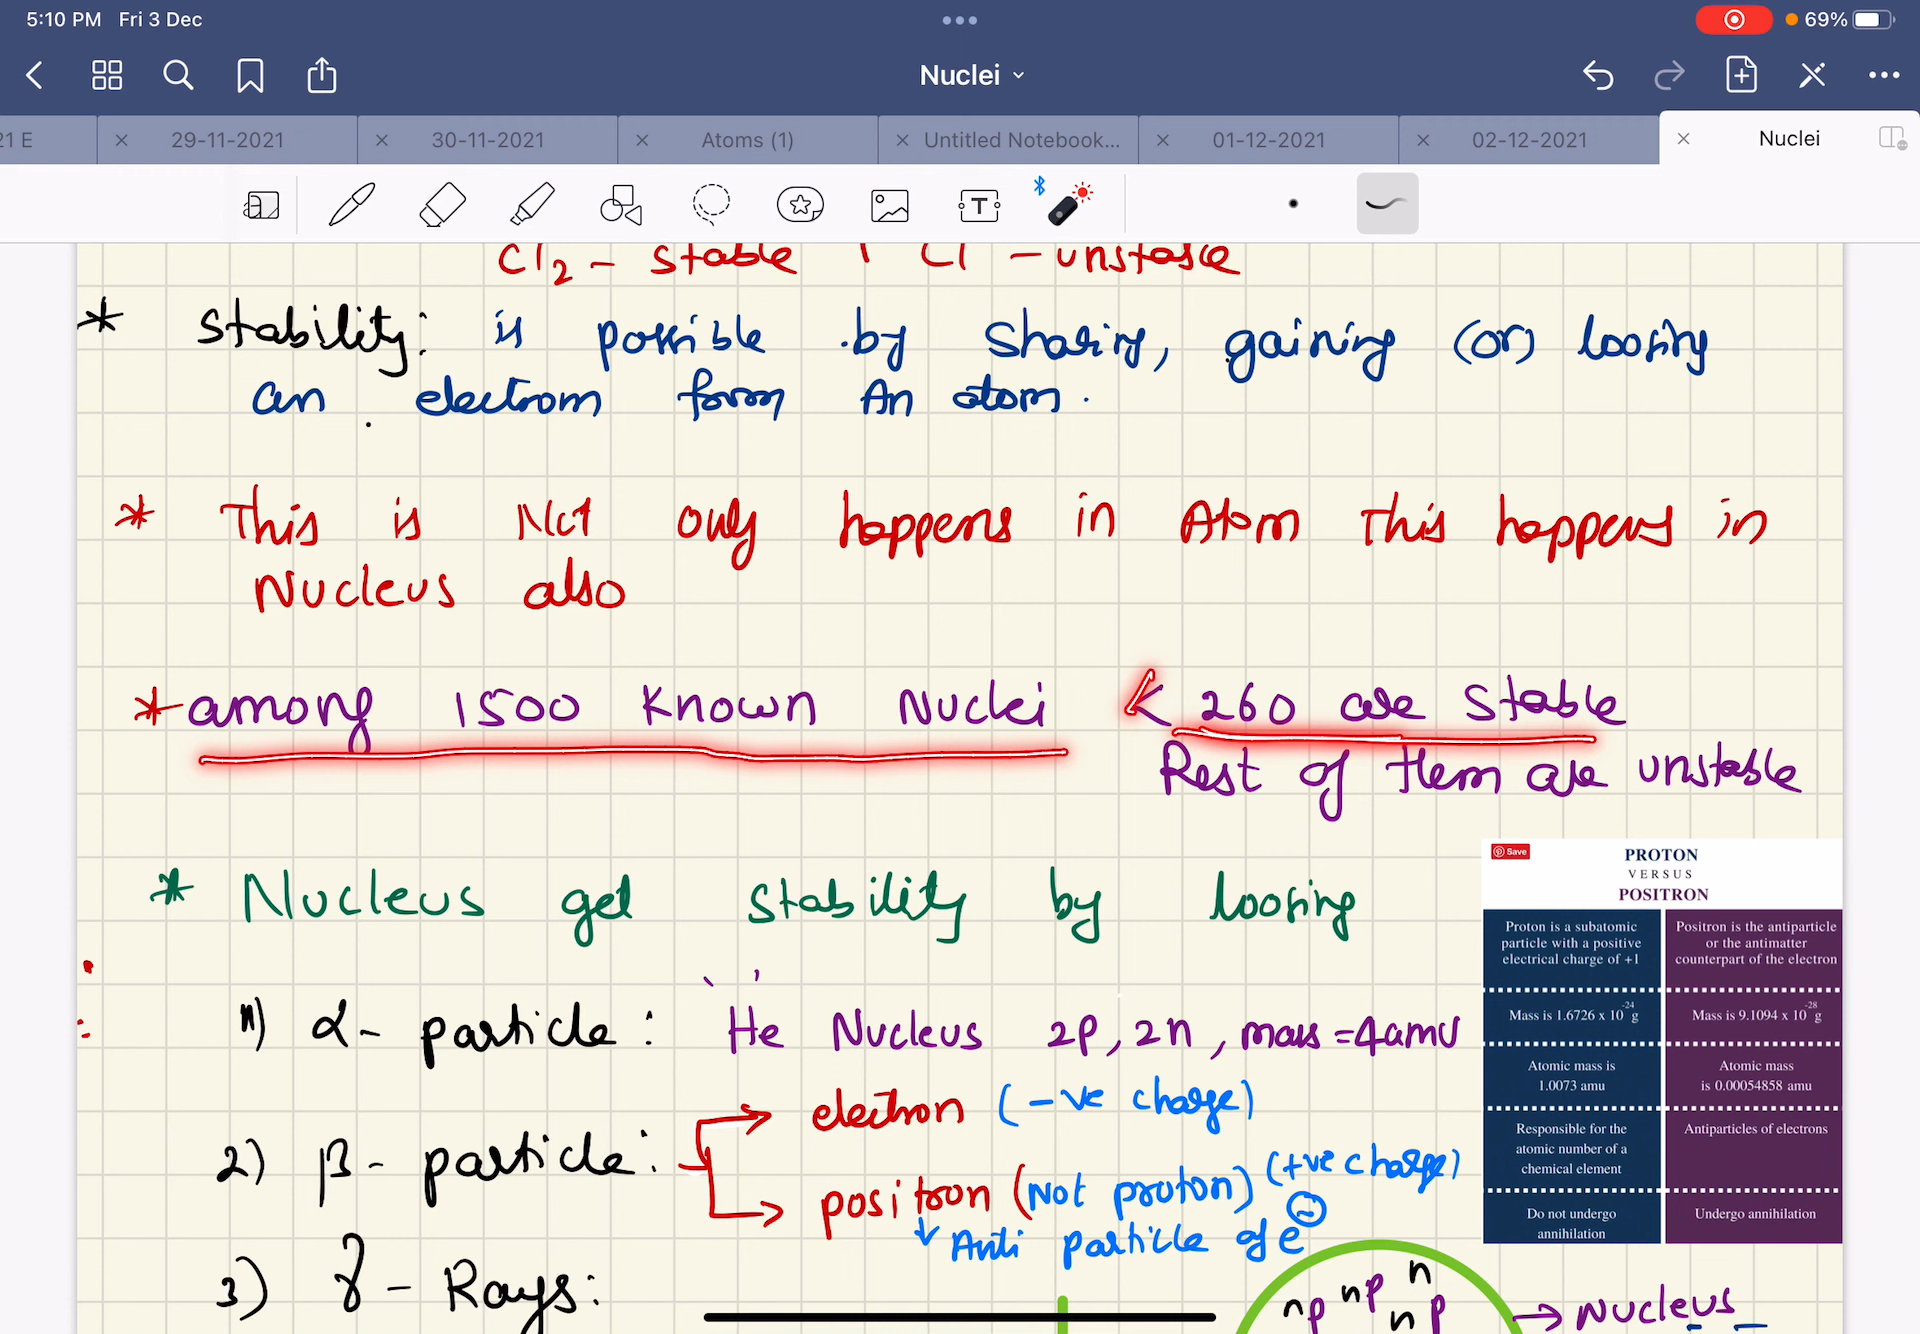 5:10 PM Fri 3 Dec
69%
Nuclei
21 E
29-11-2021
30-11-2021
Atoms (1)
Untitled Notebook...
01-12-2021
02-12-2021
Nuclei
Cl2 - stable , Cl - unstable
* Stability: is possible by Sharing, gaining (or) loosing
an electrom form An atom.
* This is Not only happens in Atom This happens in
Nucleus also
* among 1500 known Nuclei < 260 are Stable
Rest of them are unstable
* Nucleus get stability by loosing
1) α- particle: He Nucleus 2p, 2n, mass = 4amu
electron (-ve charge)
2) β- particle:
positron (Not proton) (+ve charge)
↓ Anti particle of e⊖
3) γ - Rays:
Save
PROTON
VERSUS
POSITRON
Proton is a subatomic
particle with a positive
electrical charge of +1
Positron is the antiparticle
or the antimatter
counterpart of the electron
Mass is 1.6726 x 10-24 g
Mass is 9.1094 x 10-28 g
Atomic mass is
1.0073 amu
Atomic mass
is 0.00054858 amu
Responsible for the
atomic number of a
chemical element
Antiparticles of electrons
Do not undergo
annihilation
Undergo annihilation
n p n p n n p
→ Nucleus